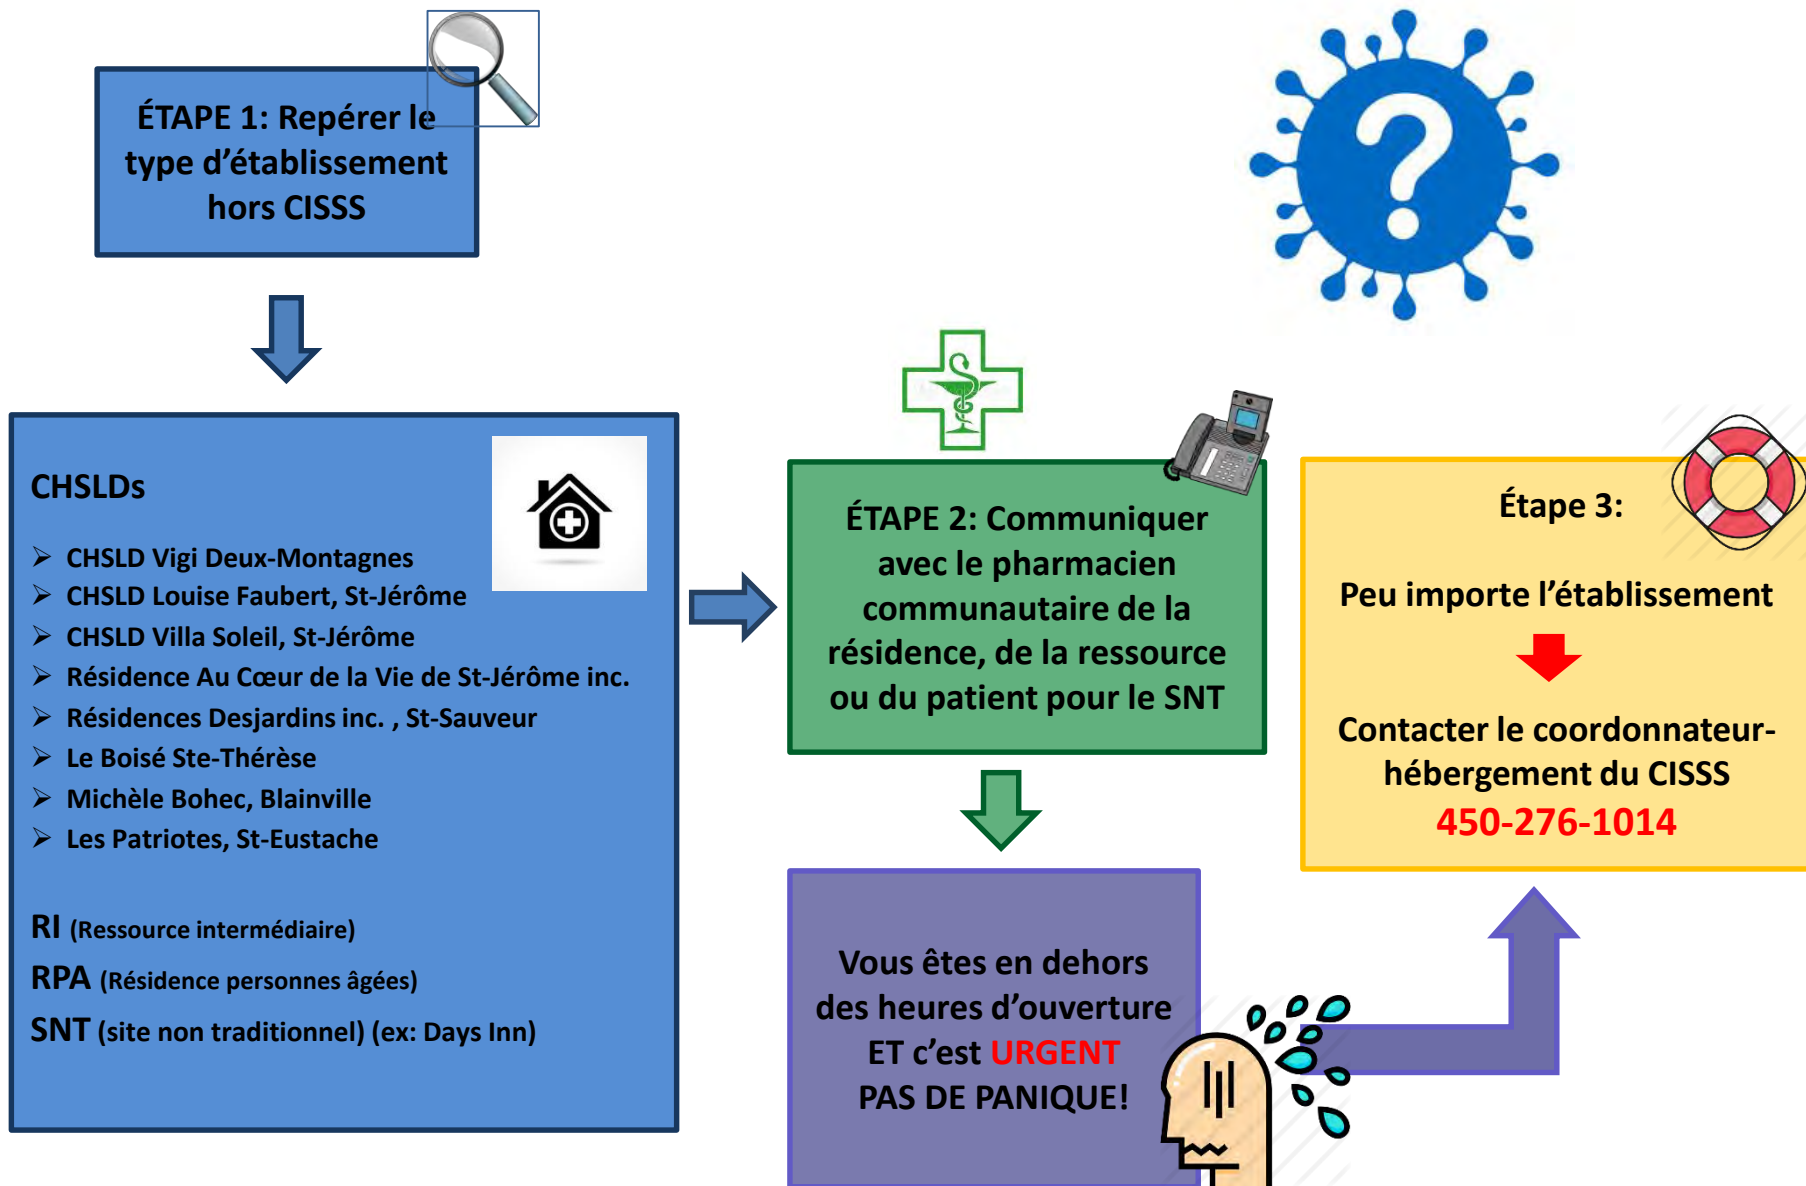 ÉTAPE 1: Repérer le
type d’établissement
hors CISSS
CHSLDs
➢ CHSLD Vigi Deux-Montagnes
➢ CHSLD Louise Faubert, St-Jérôme
➢ CHSLD Villa Soleil, St-Jérôme
➢ Résidence Au Cœur de la Vie de St-Jérôme inc.
➢ Résidences Desjardins inc. , St-Sauveur
➢ Le Boisé Ste-Thérèse
➢ Michèle Bohec, Blainville
➢ Les Patriotes, St-Eustache
RI (Ressource intermédiaire)
RPA (Résidence personnes âgées)
SNT (site non traditionnel) (ex: Days Inn)
ÉTAPE 2: Communiquer
avec le pharmacien
communautaire de la
résidence, de la ressource
ou du patient pour le SNT
Vous êtes en dehors
des heures d’ouverture
ET c’est URGENT
PAS DE PANIQUE!
Étape 3:
Peu importe l’établissement
Contacter le coordonnateur-
hébergement du CISSS
450-276-1014
?